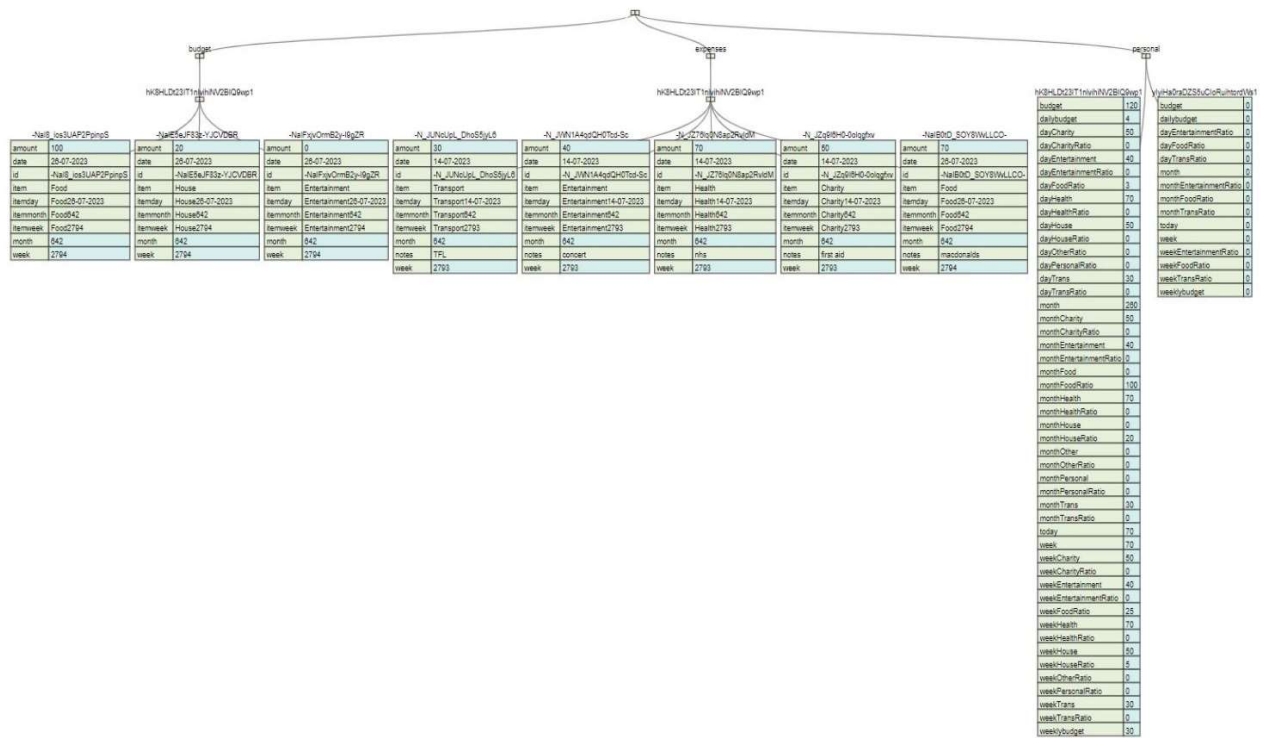 budget
expenses
personal
amount 100
date 26-07-2023
item Food
itemday Food26-07-2023
itemmonth Food642
itemweek Food2794
month 642
week 2794
amount 20
date 26-07-2023
item House
itemday House26-07-2023
itemmonth House642
itemweek House2794
month 642
week 2794
amount 0
date 26-07-2023
item Entertainment
itemday Entertainment26-07-2023
itemmonth Entertainment642
itemweek Entertainment2794
month 642
week 2794
amount 30
date 14-07-2023
item Transport
itemday Transport14-07-2023
itemmonth Transport642
itemweek Transport2793
month 642
notes TFL
week 2793
amount 40
date 14-07-2023
item Entertainment
itemday Entertainment14-07-2023
itemmonth Entertainment642
itemweek Entertainment2793
month 642
notes concert
week 2793
amount 70
date 14-07-2023
item Health
itemday Health14-07-2023
itemmonth Health642
itemweek Health2793
month 642
notes nhs
week 2793
amount 50
date 14-07-2023
item Charity
itemday Charity14-07-2023
itemmonth Charity642
itemweek Charity2793
month 642
notes first aid
week 2793
amount 70
date 26-07-2023
item Food
itemday Food26-07-2023
itemmonth Food642
itemweek Food2794
month 642
notes macdonalds
week 2794
budget 120
dailybudget 4
dayCharity 50
dayCharityRatio 0
dayEntertainment 40
dayEntertainmentRatio 0
dayFoodRatio 3
dayHealth 70
dayHealthRatio 0
dayHouse 50
dayHouseRatio 0
dayOtherRatio 0
dayPersonalRatio 0
dayTrans 30
dayTransRatio 0
month 260
monthCharity 50
monthCharityRatio 0
monthEntertainment 40
monthEntertainmentRatio 0
monthFood 0
monthFoodRatio 100
monthHealth 70
monthHealthRatio 0
monthHouse 0
monthHouseRatio 20
monthOther 0
monthOtherRatio 0
monthPersonal 0
monthPersonalRatio 0
monthTrans 30
monthTransRatio 0
today 70
week 70
weekCharity 50
weekCharityRatio 0
weekEntertainment 40
weekEntertainmentRatio 0
weekFoodRatio 25
weekHealth 70
weekHealthRatio 0
weekHouse 50
weekHouseRatio 5
weekOtherRatio 0
weekPersonalRatio 0
weekTrans 30
weekTransRatio 0
weeklybudget 30
budget 0
dailybudget 0
dayEntertainmentRatio 0
dayFoodRatio 0
dayTransRatio 0
month 0
monthEntertainmentRatio 0
monthFoodRatio 0
monthTransRatio 0
today 0
week 0
weekEntertainmentRatio 0
weekFoodRatio 0
weekTransRatio 0
weeklybudget 0